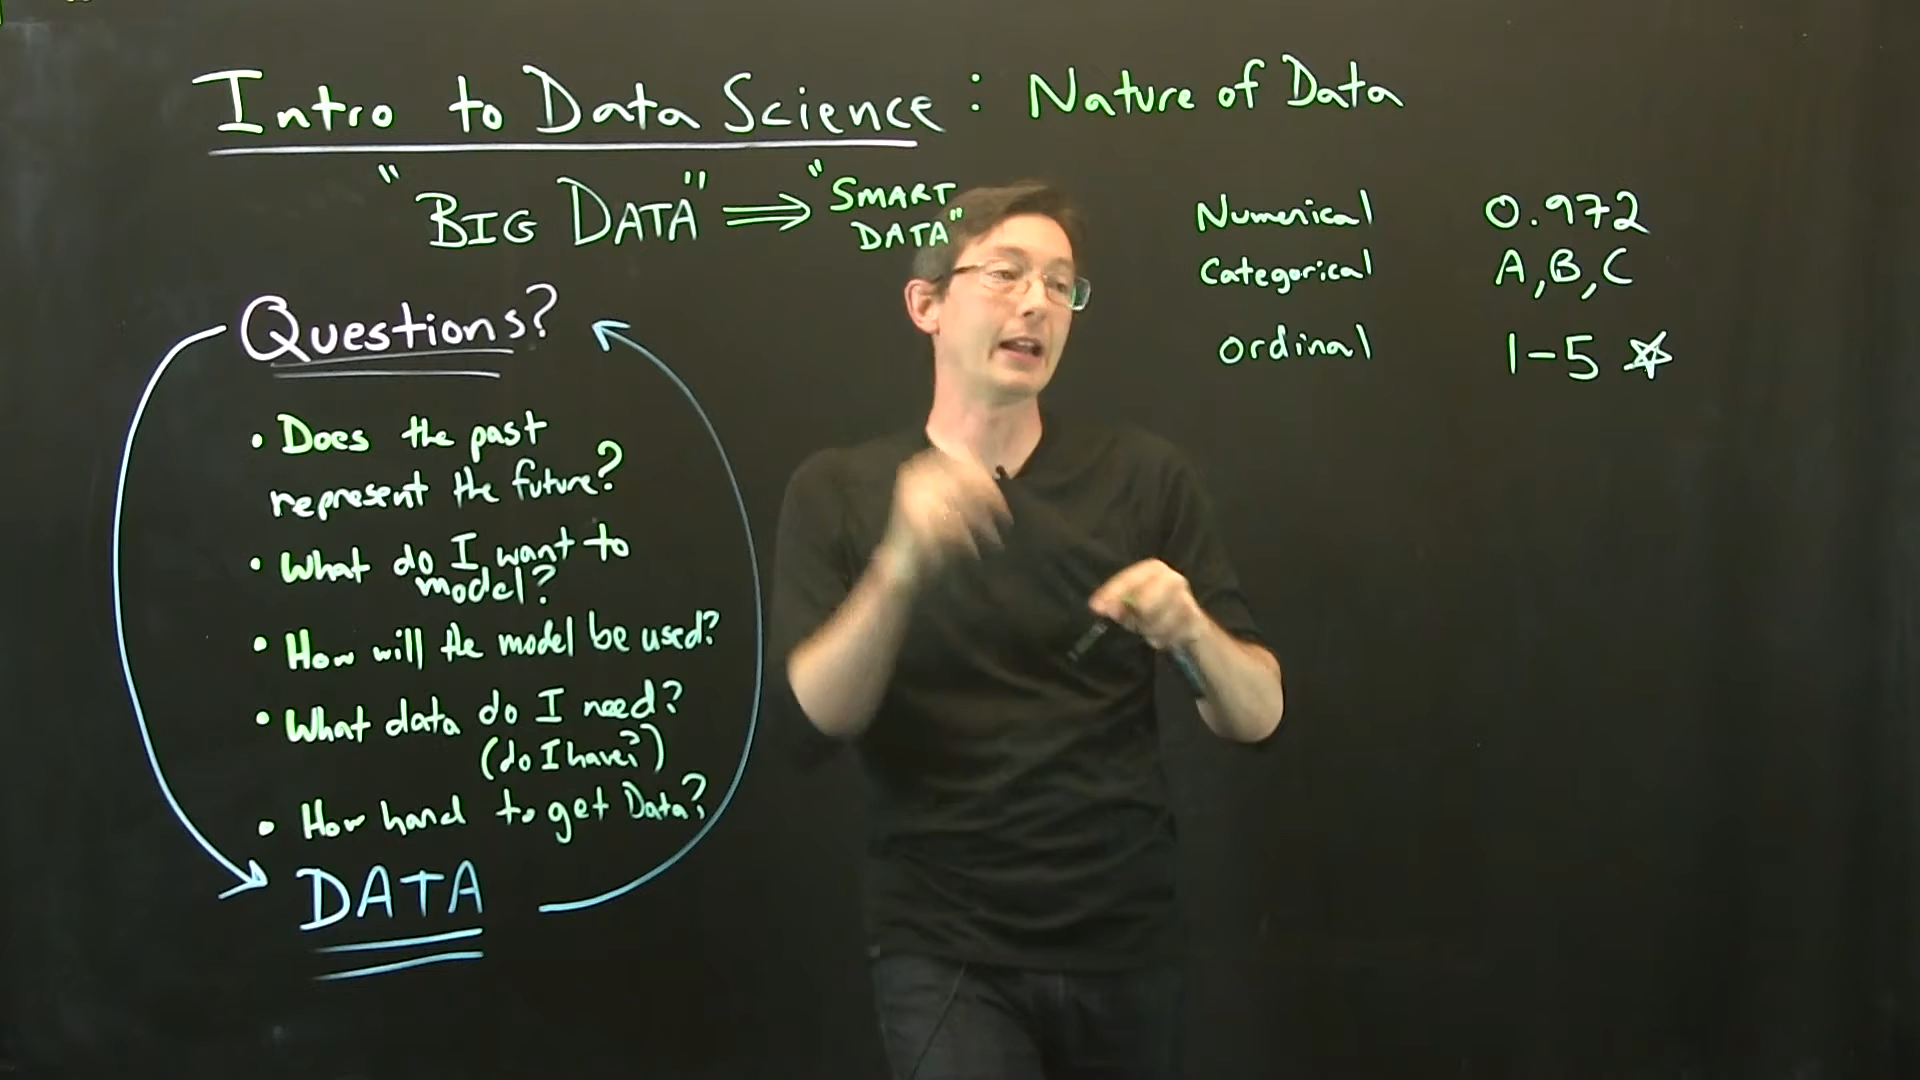 Intro to Data Science : Nature of Data
"BIG DATA" ⇒ "SMART
DATA"
Questions?
• Does the past
represent the future?
• What do I want to
model?
• How will the model be used?
• What data do I need?
(do I have?)
• How hard to get Data?
DATA
Numerical 0.972
Categorical A, B, C
Ordinal 1-5 ☆